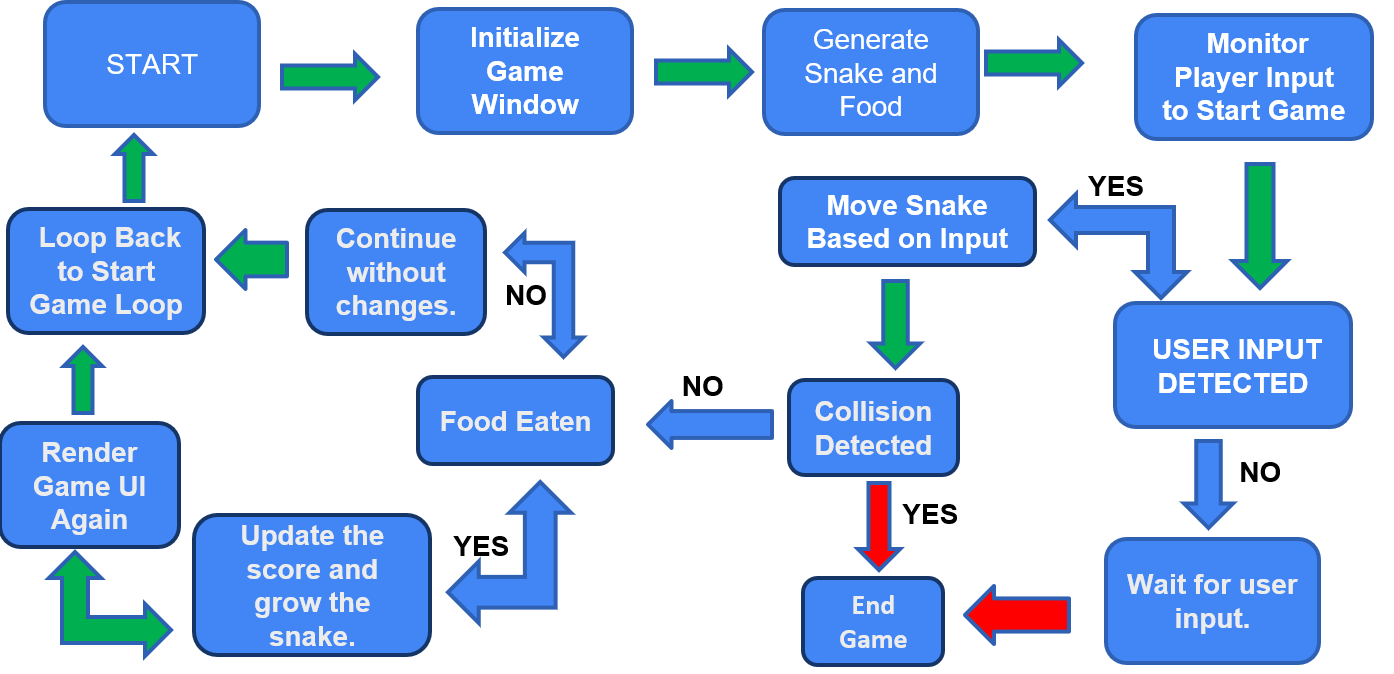 START
Initialize
Game
Window
Generate
Snake and
Food
Monitor
Player Input
to Start Game
YES
Move Snake
Based on Input
Loop Back
to Start
Game Loop
Continue
without
changes.
NO
USER INPUT
DETECTED
NO
Food Eaten
Collision
Detected
NO
Render
Game UI
Again
Update the
score and
grow the
snake.
YES
YES
End
Game
Wait for user
input.